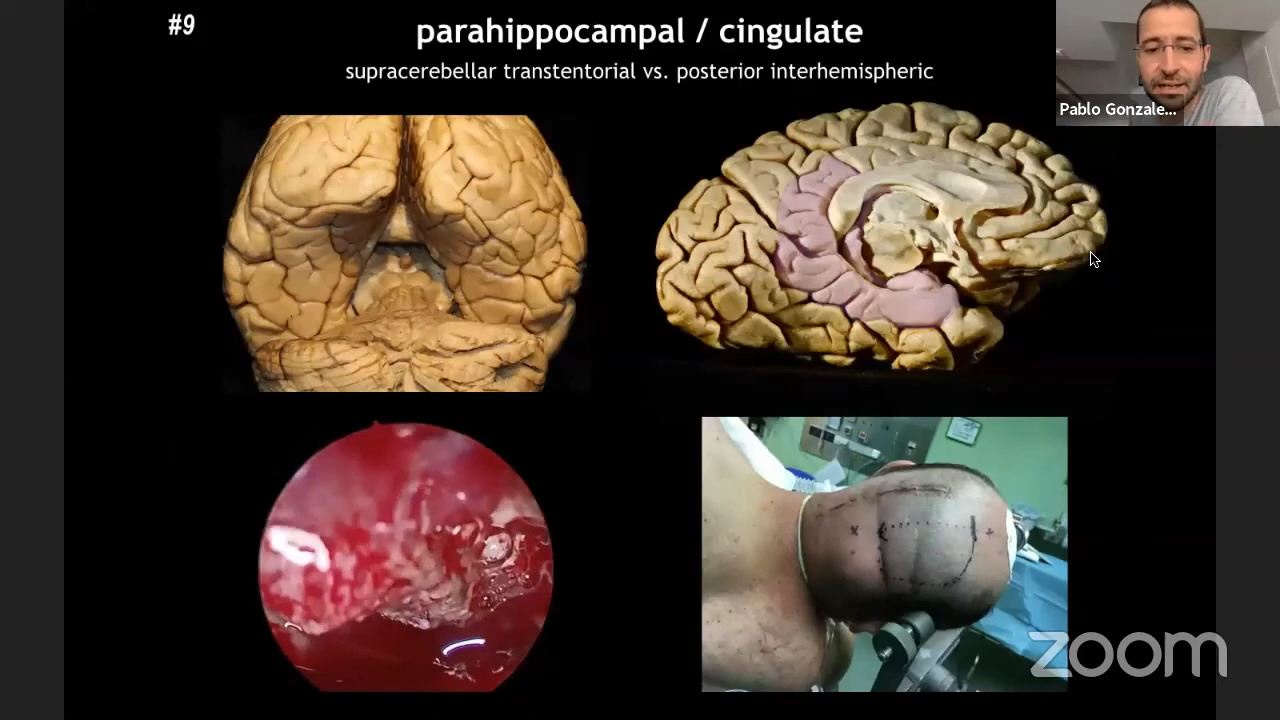 #9
parahippocampal / cingulate
supracerebellar transtentorial vs. posterior interhemispheric
Pablo Gonzale...
zoom